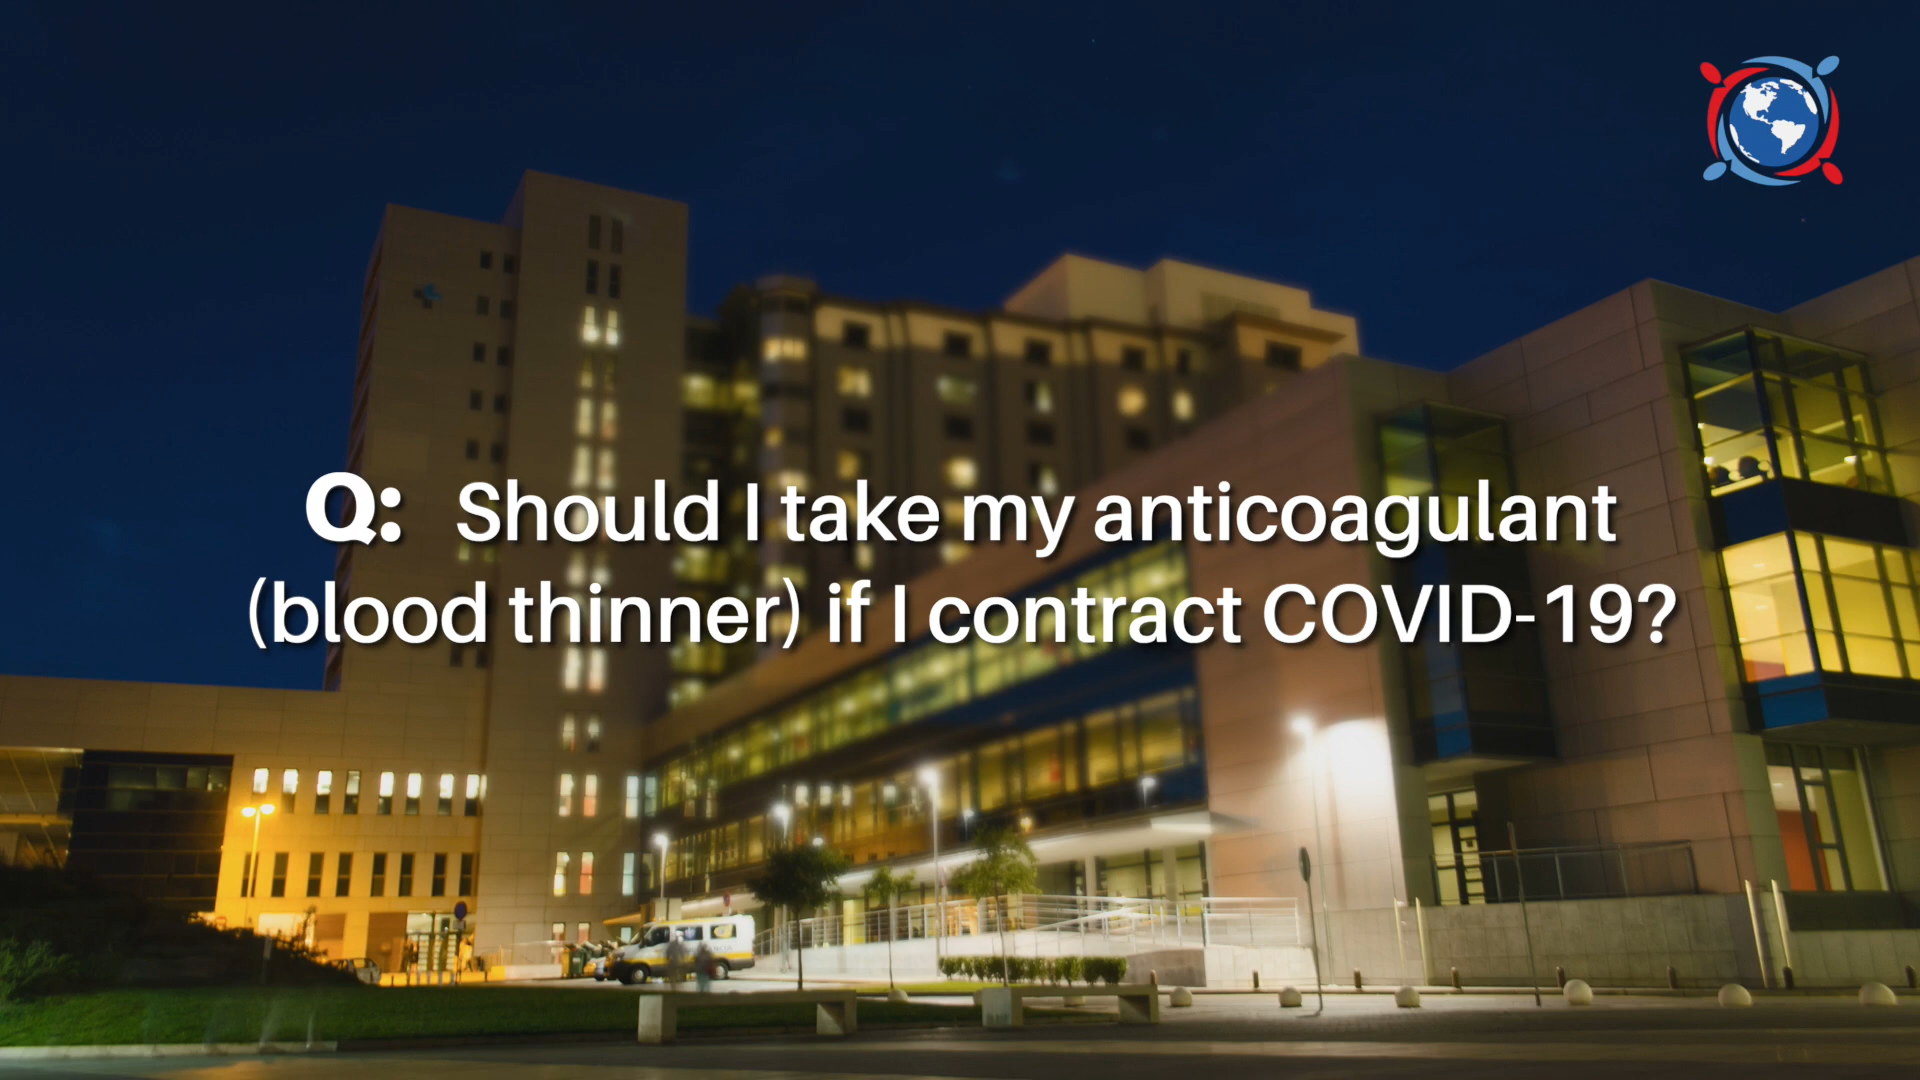 Q: Should I take my anticoagulant
(blood thinner) if I contract COVID-19?